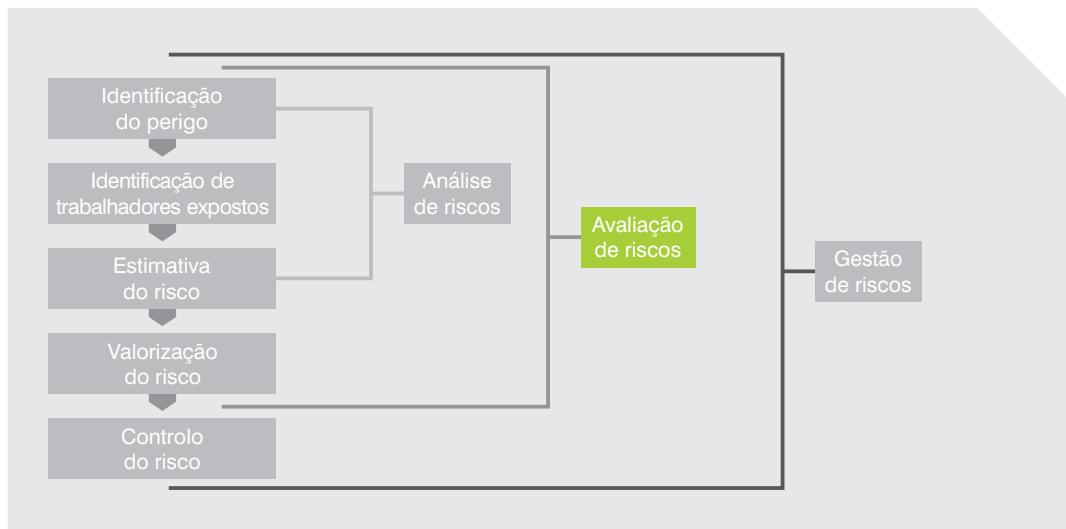 Identificação
do perigo
Identificação de
trabalhadores expostos
Estimativa
do risco
Valorização
do risco
Controlo
do risco
Análise
de riscos
Avaliação
de riscos
Gestão
de riscos